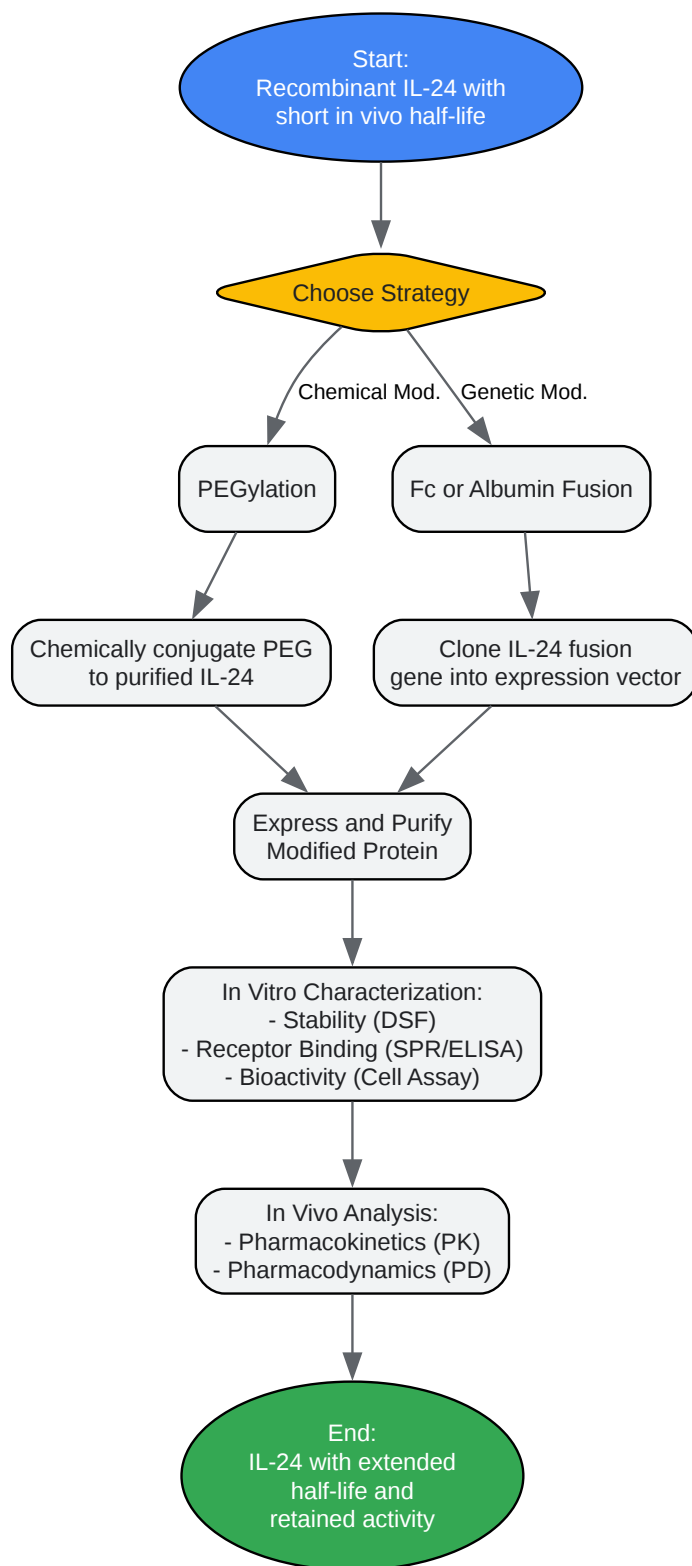 Start:
Recombinant IL-24 with
short in vivo half-life
Choose Strategy
Chemical Mod.
Genetic Mod.
PEGylation
Fc or Albumin Fusion
Chemically conjugate PEG
to purified IL-24
Clone IL-24 fusion
gene into expression vector
Express and Purify
Modified Protein
In Vitro Characterization:
- Stability (DSF)
- Receptor Binding (SPR/ELISA)
- Bioactivity (Cell Assay)
In Vivo Analysis:
- Pharmacokinetics (PK)
- Pharmacodynamics (PD)
End:
IL-24 with extended
half-life and
retained activity